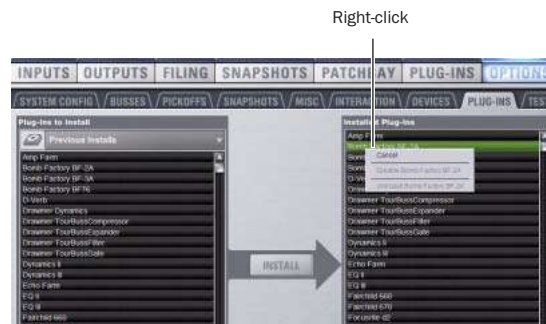 Right-click
INPUTS OUTPUTS FILING SNAPSHOTS PATCHBAY PLUG-INS OPTIONS
SYSTEM CONFIG BUSSES PICKOFFS SNAPSHOTS MISC INTERACTION DEVICES PLUG-INS TEST
Plug-Ins to Install
Previous Installs
Amp Farm
Bomb Factory BF-2A
Bomb Factory BF-3A
Bomb Factory BF76
D-Verb
Drawmer Dynamics
Drawmer TourBussCompressor
Drawmer TourBussExpander
Drawmer TourBussFilter
Drawmer TourBussGate
Dynamics II
Dynamics III
Echo Farm
EQ II
EQ III
Fairchild 660
INSTALL
Installed Plug-Ins
Amp Farm
Bomb Factory BF-2A
Cancel
Disable Bomb Factory BF-2A
Uninstall Bomb Factory BF-2A
Drawmer TourBussCompressor
Drawmer TourBussExpander
Drawmer TourBussFilter
Drawmer TourBussGate
Dynamics II
Dynamics III
Echo Farm
EQ II
EQ III
Fairchild 660
Fairchild 670
Focusrite d2